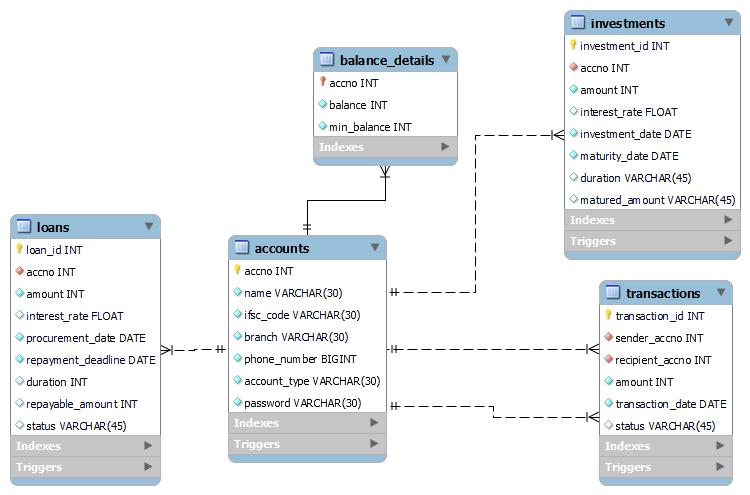 investments
investment_id INT
accno INT
amount INT
interest_rate FLOAT
investment_date DATE
maturity_date DATE
duration VARCHAR(45)
matured_amount VARCHAR(45)
Indexes
Triggers
balance_details
accno INT
balance INT
min_balance INT
Indexes
loans
loan_id INT
accno INT
amount INT
interest_rate FLOAT
procurement_date DATE
repayment_deadline DATE
duration INT
repayable_amount INT
status VARCHAR(45)
Indexes
Triggers
accounts
accno INT
name VARCHAR(30)
ifsc_code VARCHAR(30)
branch VARCHAR(30)
phone_number BIGINT
account_type VARCHAR(30)
password VARCHAR(30)
Indexes
Triggers
transactions
transaction_id INT
sender_accno INT
recipient_accno INT
amount INT
transaction_date DATE
status VARCHAR(45)
Indexes
Triggers